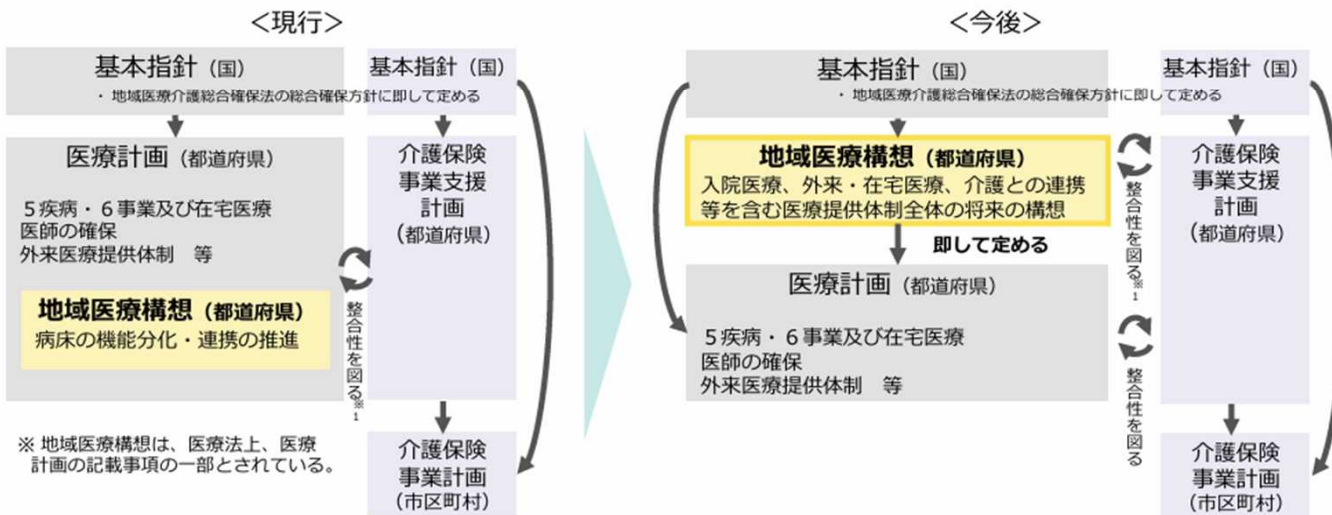 ＜現行＞
基本指針（国）
・ 地域医療介護総合確保法の総合確保方針に即して定める
基本指針（国）
医療計画（都道府県）
５疾病・６事業及び在宅医療
医師の確保
外来医療提供体制　等
地域医療構想（都道府県）
病床の機能分化・連携の推進
整合性を図る※1
介護保険
事業支援
計画
（都道府県）
介護保険
事業計画
（市区町村）
※ 地域医療構想は、医療法上、医療
計画の記載事項の一部とされている。
＜今後＞
基本指針（国）
・ 地域医療介護総合確保法の総合確保方針に即して定める
基本指針（国）
地域医療構想（都道府県）
入院医療、外来・在宅医療、介護との連携
等を含む医療提供体制全体の将来の構想
即して定める
医療計画（都道府県）
５疾病・６事業及び在宅医療
医師の確保
外来医療提供体制　等
整合性を図る※1
整合性を図る
介護保険
事業支援
計画
（都道府県）
介護保険
事業計画
（市区町村）